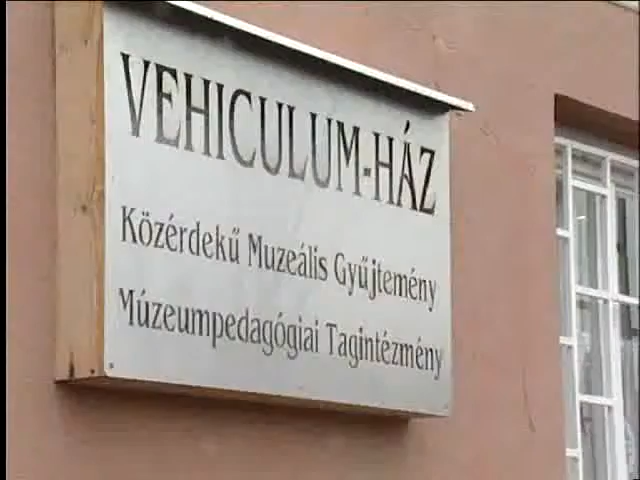 VEHICULUM-HÁZ
Közérdekű Muzeális Gyűjtemény
Múzeumpedagógiai Tagintézmény